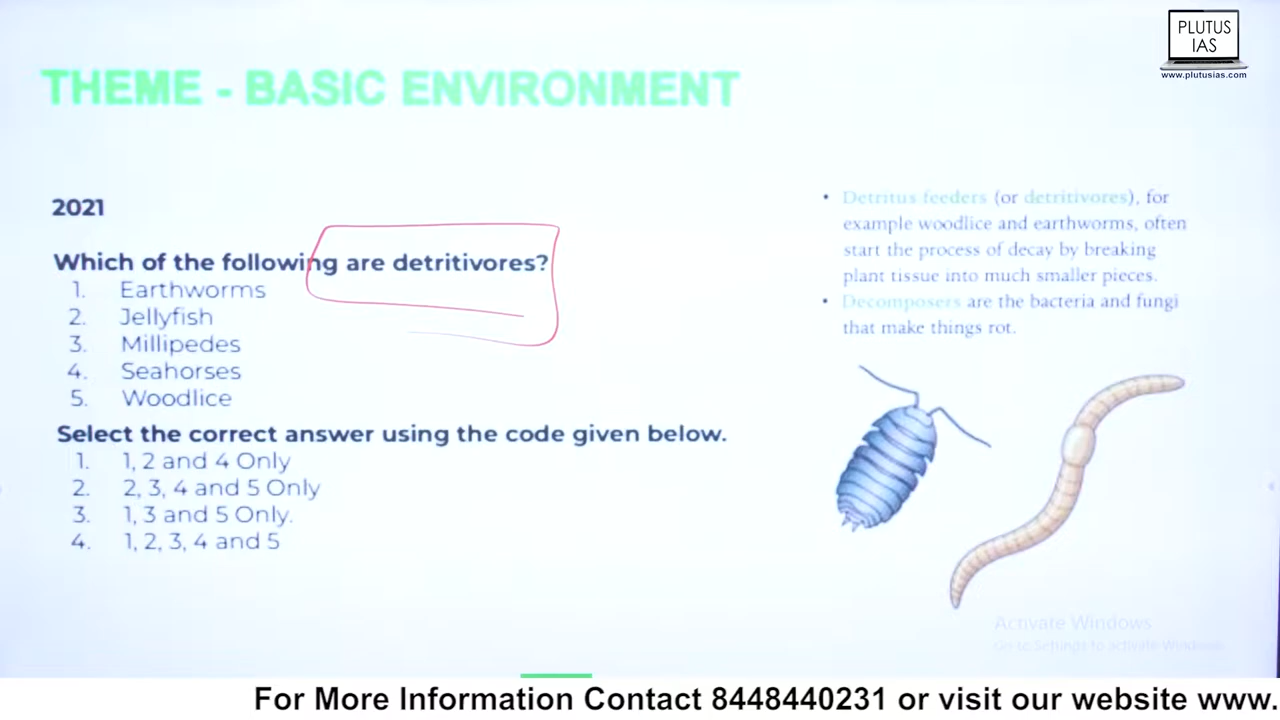 PLUTUS
IAS
www.plutusias.com
THEME - BASIC ENVIRONMENT
2021
Which of the following are detritivores?
1. Earthworms
2. Jellyfish
3. Millipedes
4. Seahorses
5. Woodlice
Select the correct answer using the code given below.
1. 1, 2 and 4 Only
2. 2, 3, 4 and 5 Only
3. 1, 3 and 5 Only.
4. 1, 2, 3, 4 and 5
• Detritus feeders (or detritivores), for
example woodlice and earthworms, often
start the process of decay by breaking
plant tissue into much smaller pieces.
• Decomposers are the bacteria and fungi
that make things rot.
Activate Windows
Go to Settings to activate Windows.
For More Information Contact 8448440231 or visit our website www.